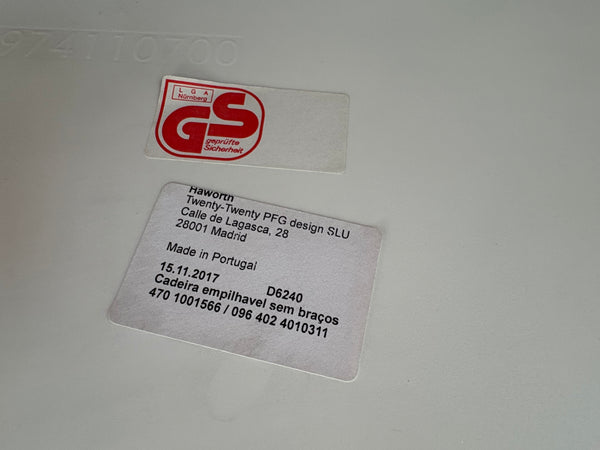 974110700
LGA
Nürnberg
GS
geprüfte
Sicherheit
Haworth
Twenty-Twenty PFG design SLU
Calle de Lagasca, 28
28001 Madrid
Made in Portugal
15.11.2017 D6240
Cadeira empilhavel sem braços
470 1001566 / 096 402 4010311